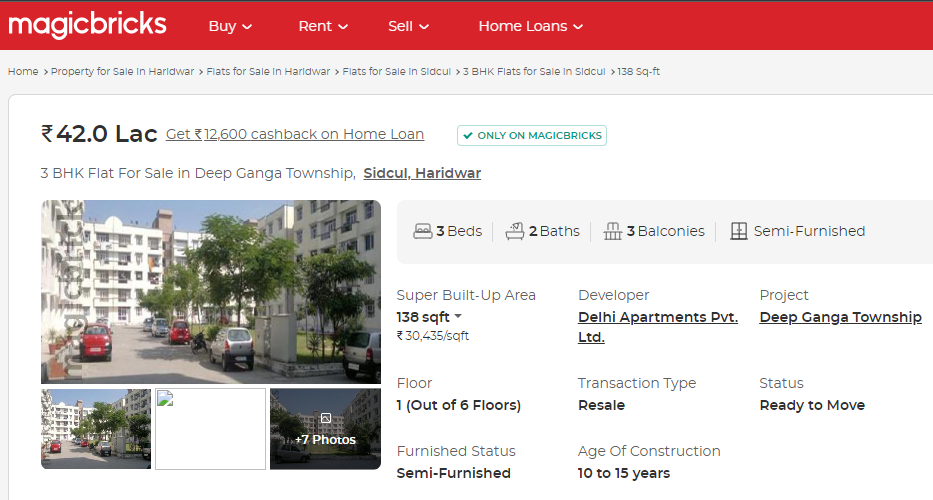 magicbricks
Buy Rent Sell Home Loans
Home > Property for Sale in Haridwar > Flats for Sale in Haridwar > Flats for Sale in Sidcul > 3 BHK Flats for Sale in Sidcul > 138 Sq-ft
₹42.0 Lac Get ₹12,600 cashback on Home Loan ✓ ONLY ON MAGICBRICKS
3 BHK Flat For Sale in Deep Ganga Township, Sidcul, Haridwar
3 Beds 2 Baths 3 Balconies Semi-Furnished
Super Built-Up Area Developer Project
138 sqft Delhi Apartments Pvt. Ltd. Deep Ganga Township
₹30,435/sqft
Floor Transaction Type Status
1 (Out of 6 Floors) Resale Ready to Move
+7 Photos
Furnished Status Age Of Construction
Semi-Furnished 10 to 15 years